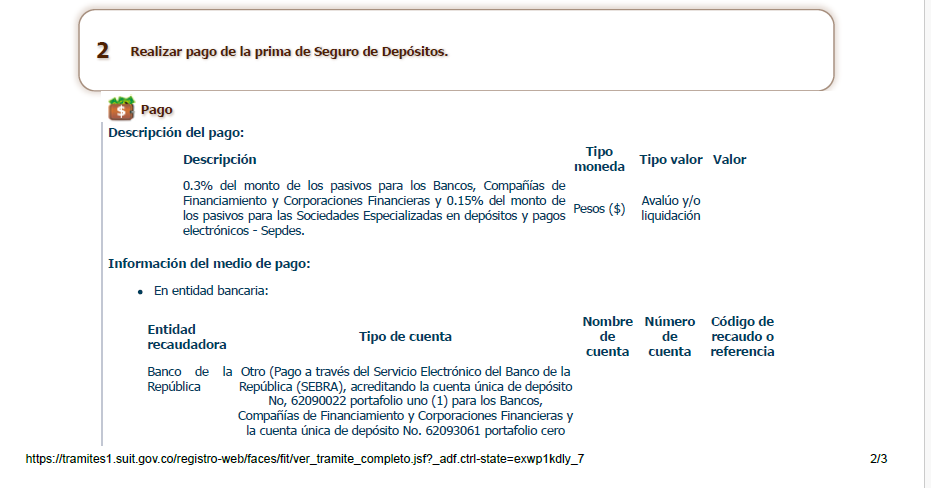 2 Realizar pago de la prima de Seguro de Depósitos.
Pago
Descripción del pago:
Descripción Tipo moneda Tipo valor Valor
0.3% del monto de los pasivos para los Bancos, Compañías de
Financiamiento y Corporaciones Financieras y 0.15% del monto de
los pasivos para las Sociedades Especializadas en depósitos y pagos
electrónicos - Sepdes.
Pesos ($)
Avalúo y/o
liquidación
Información del medio de pago:
• En entidad bancaria:
Entidad
recaudadora
Tipo de cuenta
Nombre
de
cuenta
Número
de
cuenta
Código de
recaudo o
referencia
Banco de la
República
Otro (Pago a través del Servicio Electrónico del Banco de la
República (SEBRA), acreditando la cuenta única de depósito
No, 62090022 portafolio uno (1) para los Bancos,
Compañías de Financiamiento y Corporaciones Financieras y
la cuenta única de depósito No. 62093061 portafolio cero
https://tramites1.suit.gov.co/registro-web/faces/fit/ver_tramite_completo.jsf?_adf.ctrl-state=exwp1kdly_7 2/3